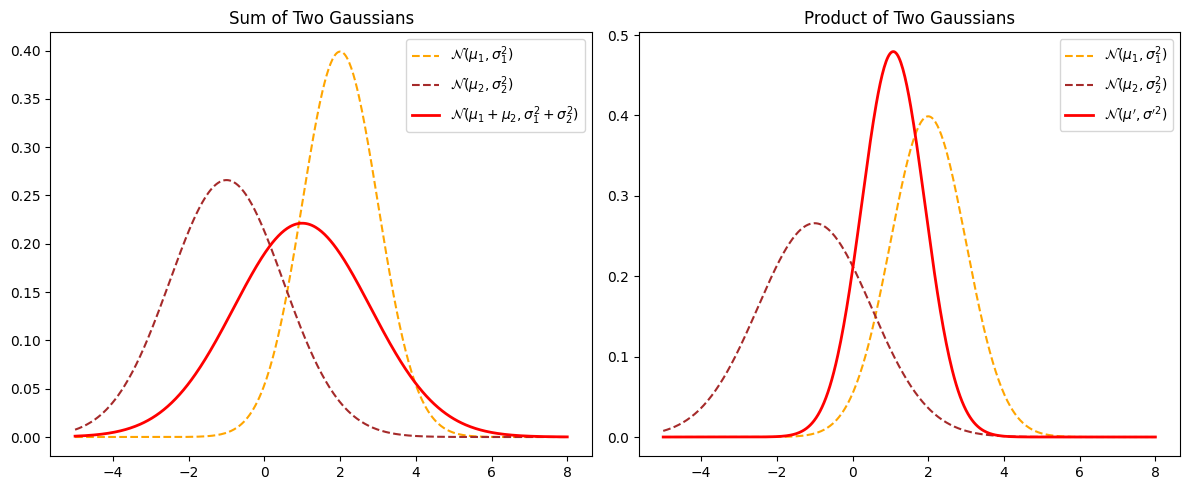 Sum of Two Gaussians
0.40
0.35
0.30
0.25
0.20
0.15
0.10
0.05
0.00
−4 −2 0 2 4 6 8
𝒩(μ₁, σ₁²)
𝒩(μ₂, σ₂²)
𝒩(μ₁ + μ₂, σ₁² + σ₂²)
Product of Two Gaussians
0.5
0.4
0.3
0.2
0.1
0.0
−4 −2 0 2 4 6 8
𝒩(μ₁, σ₁²)
𝒩(μ₂, σ₂²)
𝒩(μ′, σ′²)